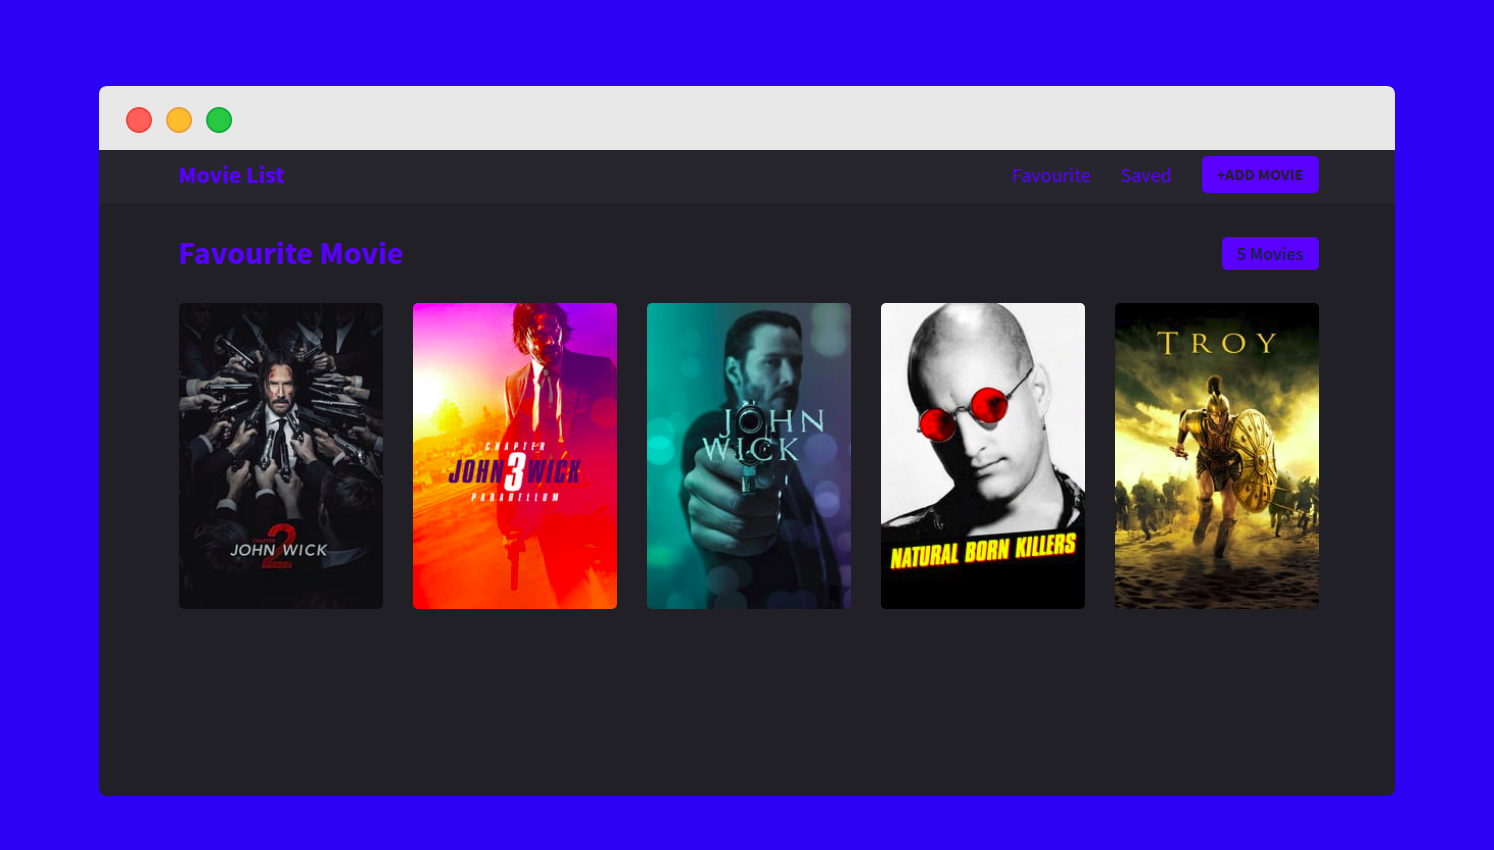 Movie List
Favourite
Saved
+ADD MOVIE
Favourite Movie
5 Movies
CHAPTER
2
JOHN WICK
CHAPTER
JOHN 3 WICK
PARABELLUM
JOHN
WICK
NATURAL BORN KILLERS
TROY